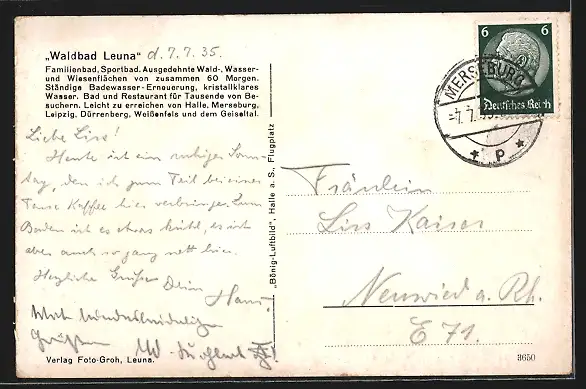 „Waldbad Leuna" d. 7.7.35.
Familienbad, Sportbad. Ausgedehnte Wald-, Wasser-
und Wiesenflächen von zusammen 60 Morgen.
Ständige Badewasser-Erneuerung, kristallklares
Wasser. Bad und Restaurant für Tausende von Be-
suchern. Leicht zu erreichen von Halle, Merseburg,
Leipzig, Dürrenberg, Weißenfels und dem Geiseltal.
Liebe Liss!
Heute ist ein ruhiger Sonn-
tag, den ich zum Teil bei einer
Tasse Kaffee hier verbringe. Zum
Baden ist es etwas kühl, es ist
aber auch so ganz nett hier.
Herzliche Grüße Dein
Hans.
Grüßen
Verlag Foto-Groh, Leuna.
„Bönig-Luftbild", Halle a. S., Flugplatz
6 6
Deutsches Reich
MERSEBURG
-7.7.
* p *
Fräulein
Liss Kaiser
Neuwied a. Rh.
E 71.
3650